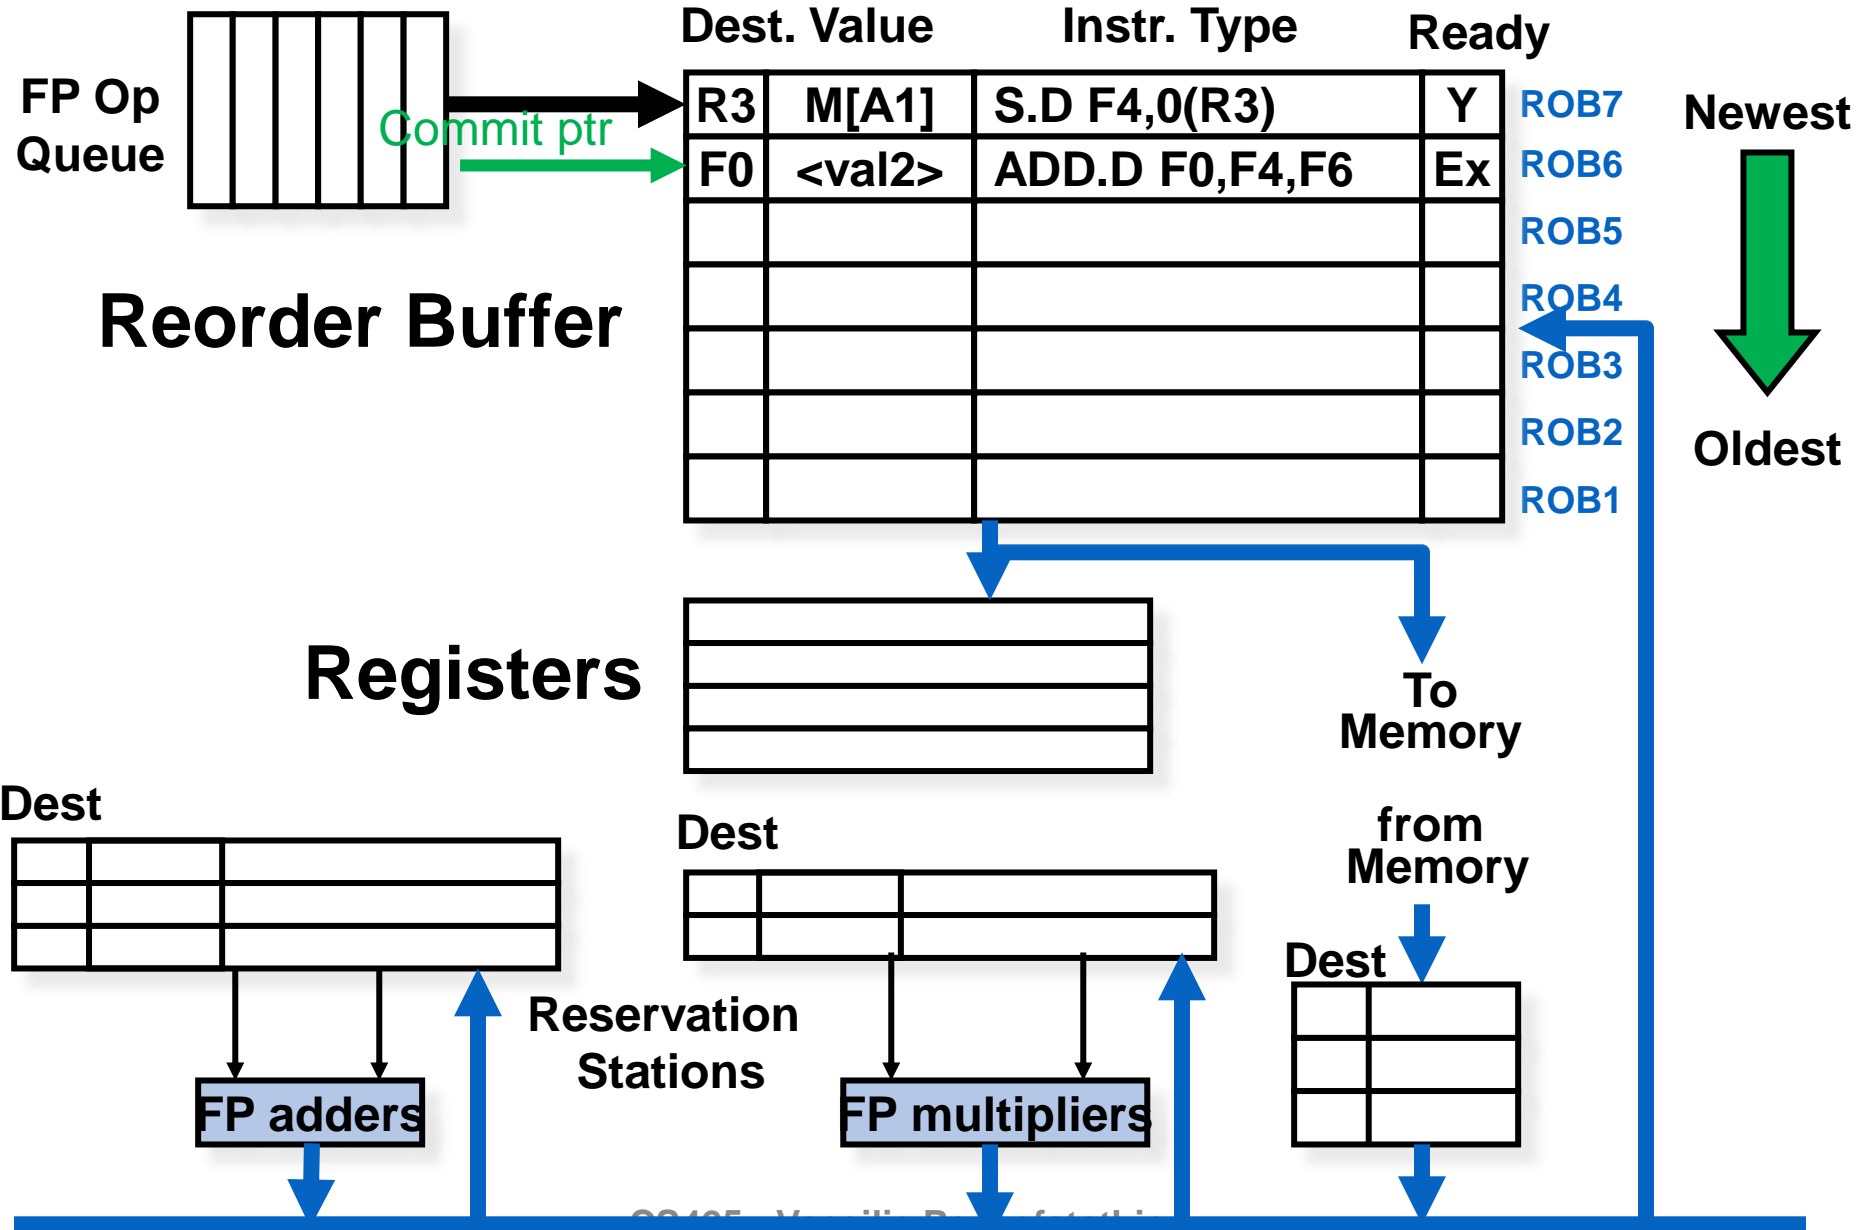 Dest. Value Instr. Type Ready
FP Op
Queue
Commit ptr
R3 M[A1] S.D F4,0(R3) Y ROB7
F0 <val2> ADD.D F0,F4,F6 Ex ROB6
ROB5
ROB4
ROB3
ROB2
ROB1
Newest
Oldest
Reorder Buffer
Registers
To
Memory
Dest
Dest
from
Memory
Dest
Reservation
Stations
FP adders
FP multipliers